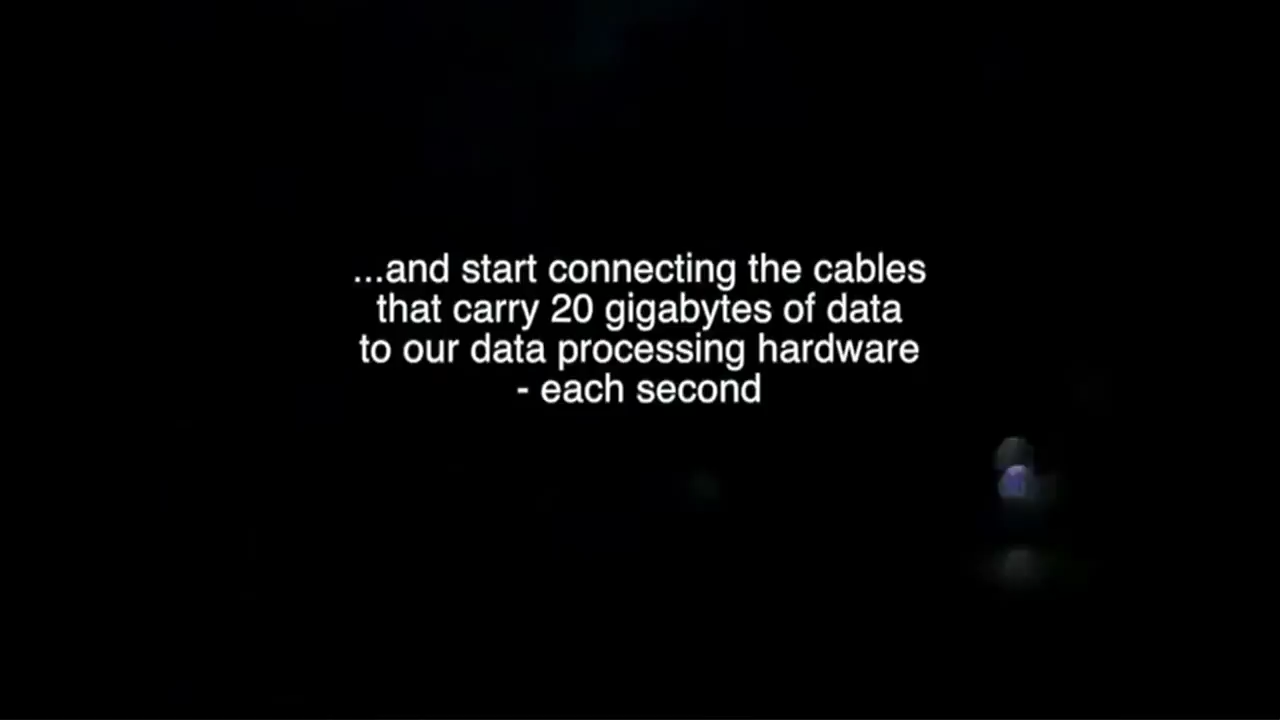 ...and start connecting the cables
that carry 20 gigabytes of data
to our data processing hardware
- each second